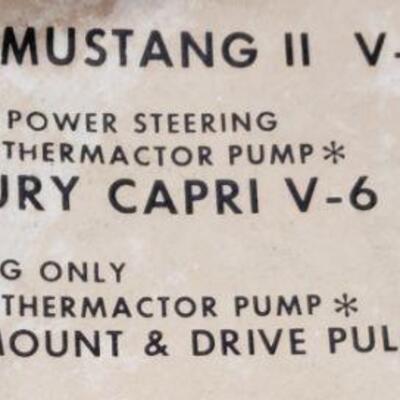 MUSTANG II V-
POWER STEERING
THERMACTOR PUMP*
URY CAPRI V-6
G ONLY
THERMACTOR PUMP*
MOUNT & DRIVE PUL